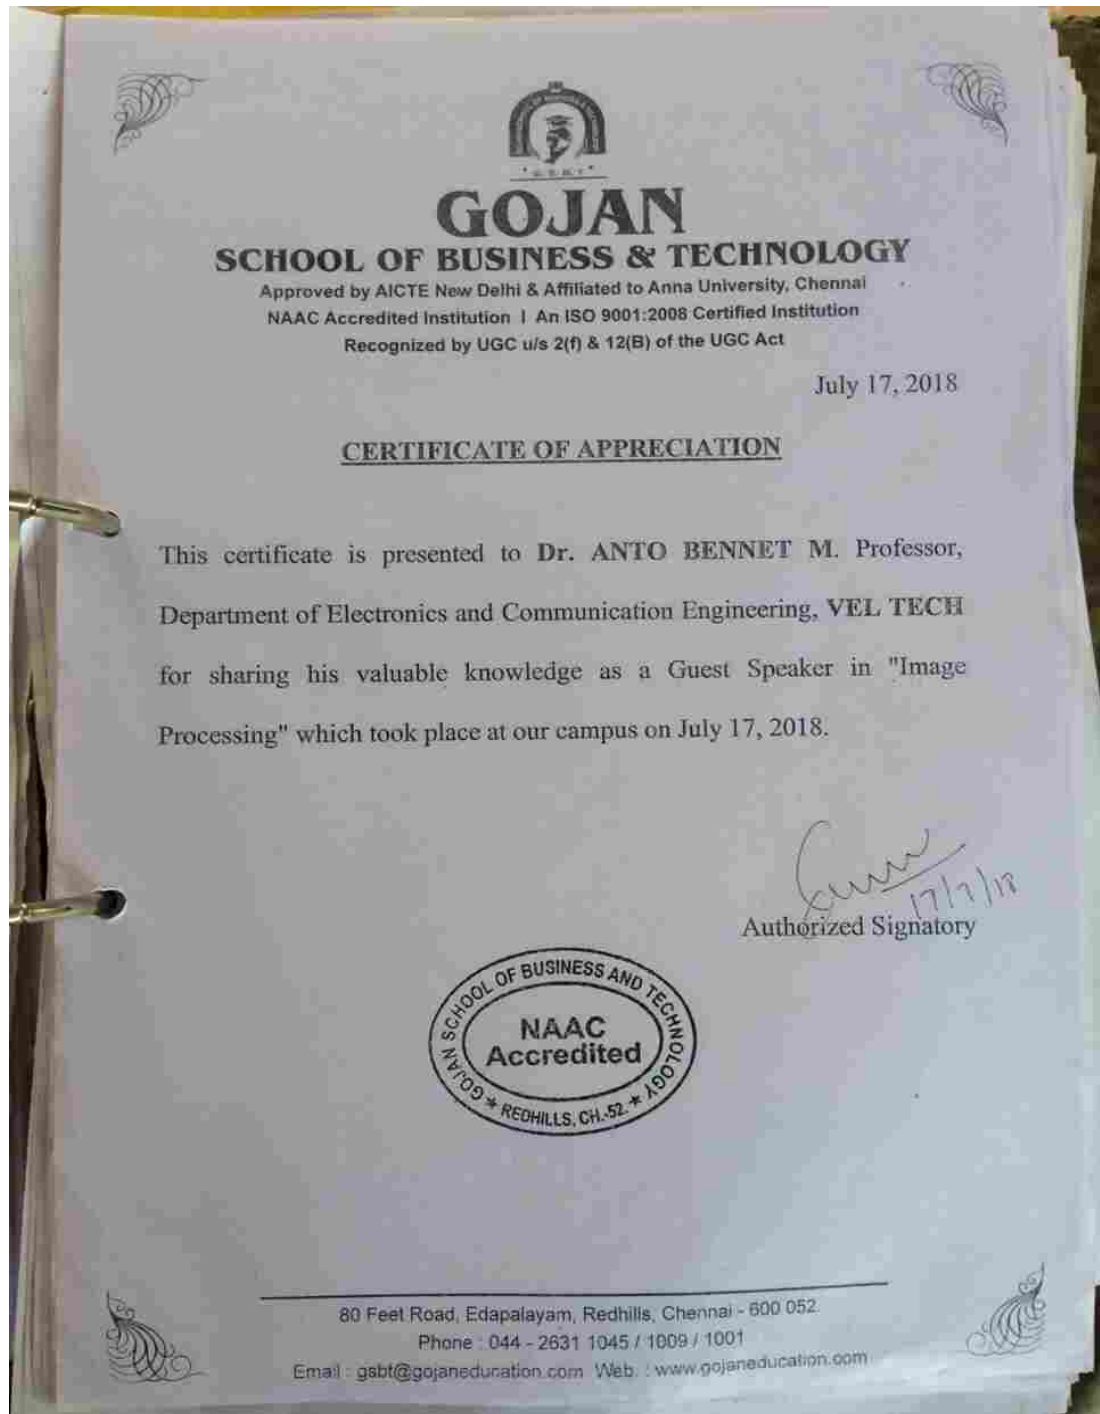 GOJAN
SCHOOL OF BUSINESS & TECHNOLOGY
Approved by AICTE New Delhi & Affiliated to Anna University, Chennai
NAAC Accredited Institution | An ISO 9001:2008 Certified Institution
Recognized by UGC u/s 2(f) & 12(B) of the UGC Act
July 17, 2018
CERTIFICATE OF APPRECIATION
This certificate is presented to Dr. ANTO BENNET M. Professor,
Department of Electronics and Communication Engineering, VEL TECH
for sharing his valuable knowledge as a Guest Speaker in "Image
Processing" which took place at our campus on July 17, 2018.
17/7/18
Authorized Signatory
GOJAN SCHOOL OF BUSINESS AND TECHNOLOGY
NAAC
Accredited
* REDHILLS, CH.-52. *
80 Feet Road, Edapalayam, Redhills, Chennai - 600 052.
Phone : 044 - 2631 1045 / 1009 / 1001
Email : gsbt@gojaneducation.com Web. : www.gojaneducation.com